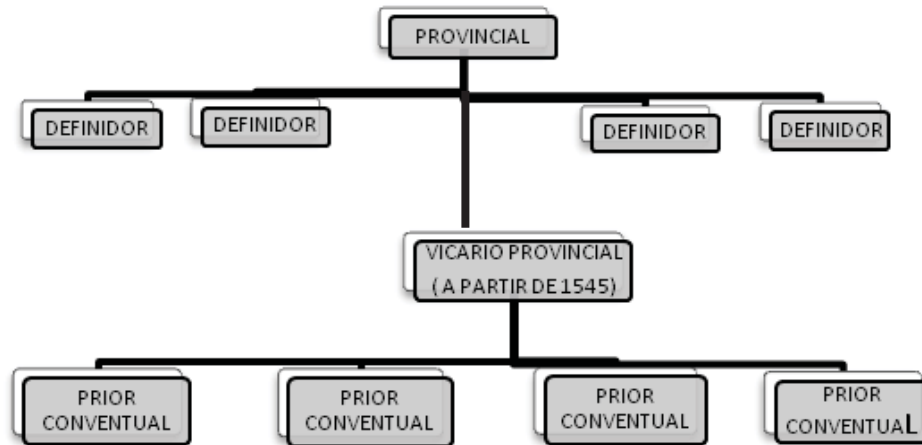 PROVINCIAL
DEFINIDOR
DEFINIDOR
DEFINIDOR
DEFINIDOR
VICARIO PROVINCIAL
( A PARTIR DE 1545)
PRIOR
CONVENTUAL
PRIOR
CONVENTUAL
PRIOR
CONVENTUAL
PRIOR
CONVENTUAL